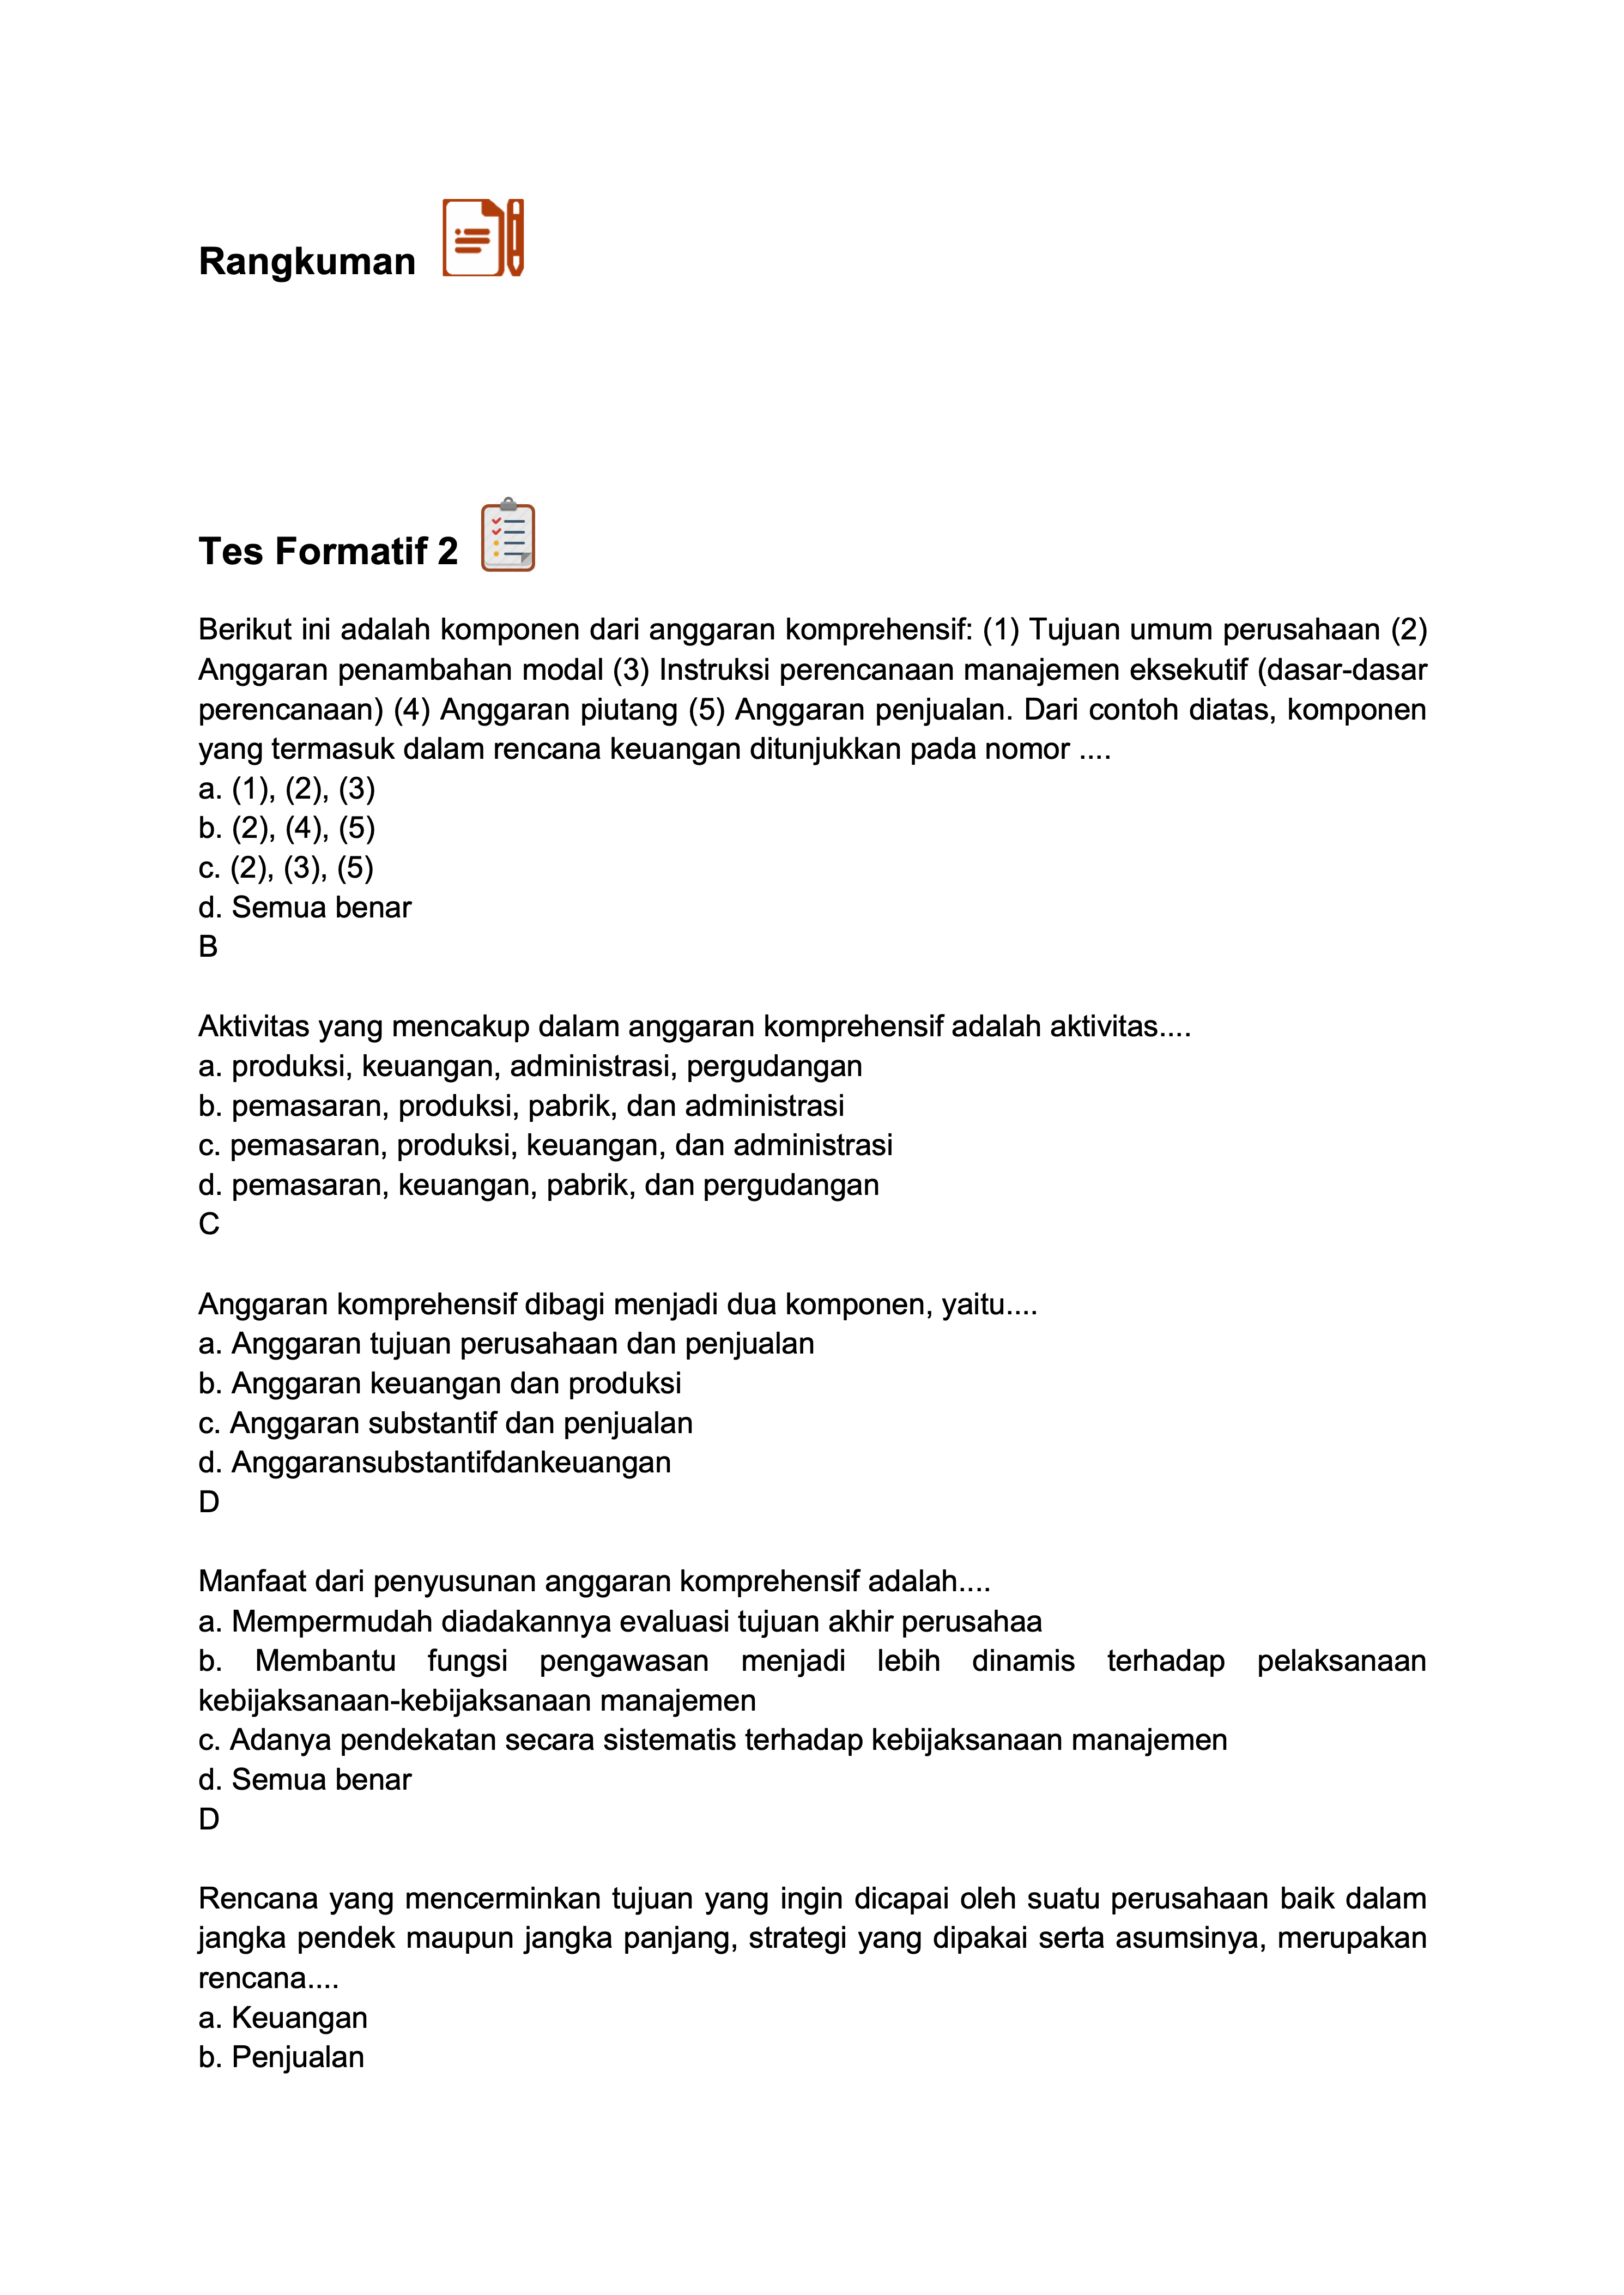 Rangkuman
Tes Formatif 2
Berikut ini adalah komponen dari anggaran komprehensif: (1) Tujuan umum perusahaan (2)
Anggaran penambahan modal (3) Instruksi perencanaan manajemen eksekutif (dasar-dasar
perencanaan) (4) Anggaran piutang (5) Anggaran penjualan. Dari contoh diatas, komponen
yang termasuk dalam rencana keuangan ditunjukkan pada nomor ....
a. (1), (2), (3)
b. (2), (4), (5)
c. (2), (3), (5)
d. Semua benar
B
Aktivitas yang mencakup dalam anggaran komprehensif adalah aktivitas....
a. produksi, keuangan, administrasi, pergudangan
b. pemasaran, produksi, pabrik, dan administrasi
c. pemasaran, produksi, keuangan, dan administrasi
d. pemasaran, keuangan, pabrik, dan pergudangan
C
Anggaran komprehensif dibagi menjadi dua komponen, yaitu....
a. Anggaran tujuan perusahaan dan penjualan
b. Anggaran keuangan dan produksi
c. Anggaran substantif dan penjualan
d. Anggaransubstantifdankeuangan
D
Manfaat dari penyusunan anggaran komprehensif adalah....
a. Mempermudah diadakannya evaluasi tujuan akhir perusahaa
b. Membantu fungsi pengawasan menjadi lebih dinamis terhadap pelaksanaan
kebijaksanaan-kebijaksanaan manajemen
c. Adanya pendekatan secara sistematis terhadap kebijaksanaan manajemen
d. Semua benar
D
Rencana yang mencerminkan tujuan yang ingin dicapai oleh suatu perusahaan baik dalam
jangka pendek maupun jangka panjang, strategi yang dipakai serta asumsinya, merupakan
rencana....
a. Keuangan
b. Penjualan